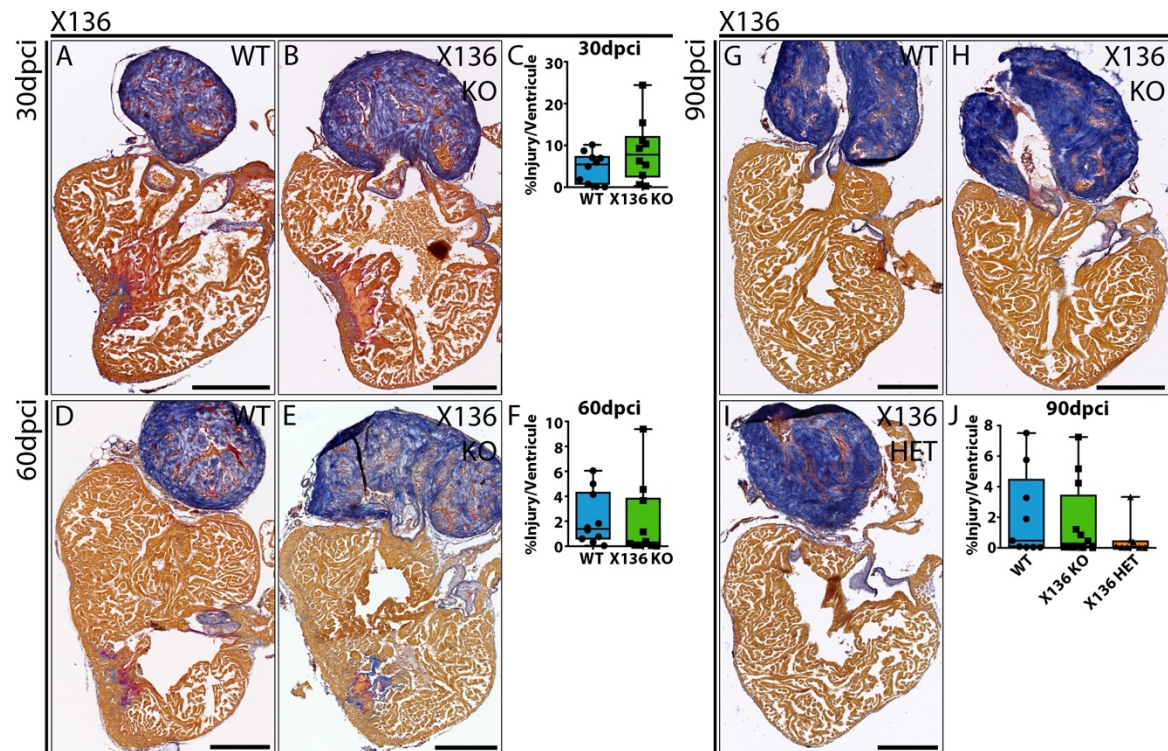 X136
30dpci
A
WT
B
X136
KO
C
30dpci
%Injury/Ventricule
30
20
10
0
WT
X136 KO
60dpci
D
WT
E
X136
KO
F
60dpci
%Injury/Ventricule
10
8
6
4
2
0
WT
X136 KO
X136
90dpci
G
WT
H
X136
KO
I
X136
HET
J
90dpci
%Injury/Ventricule
8
6
4
2
0
WT
X136 KO
X136 HET